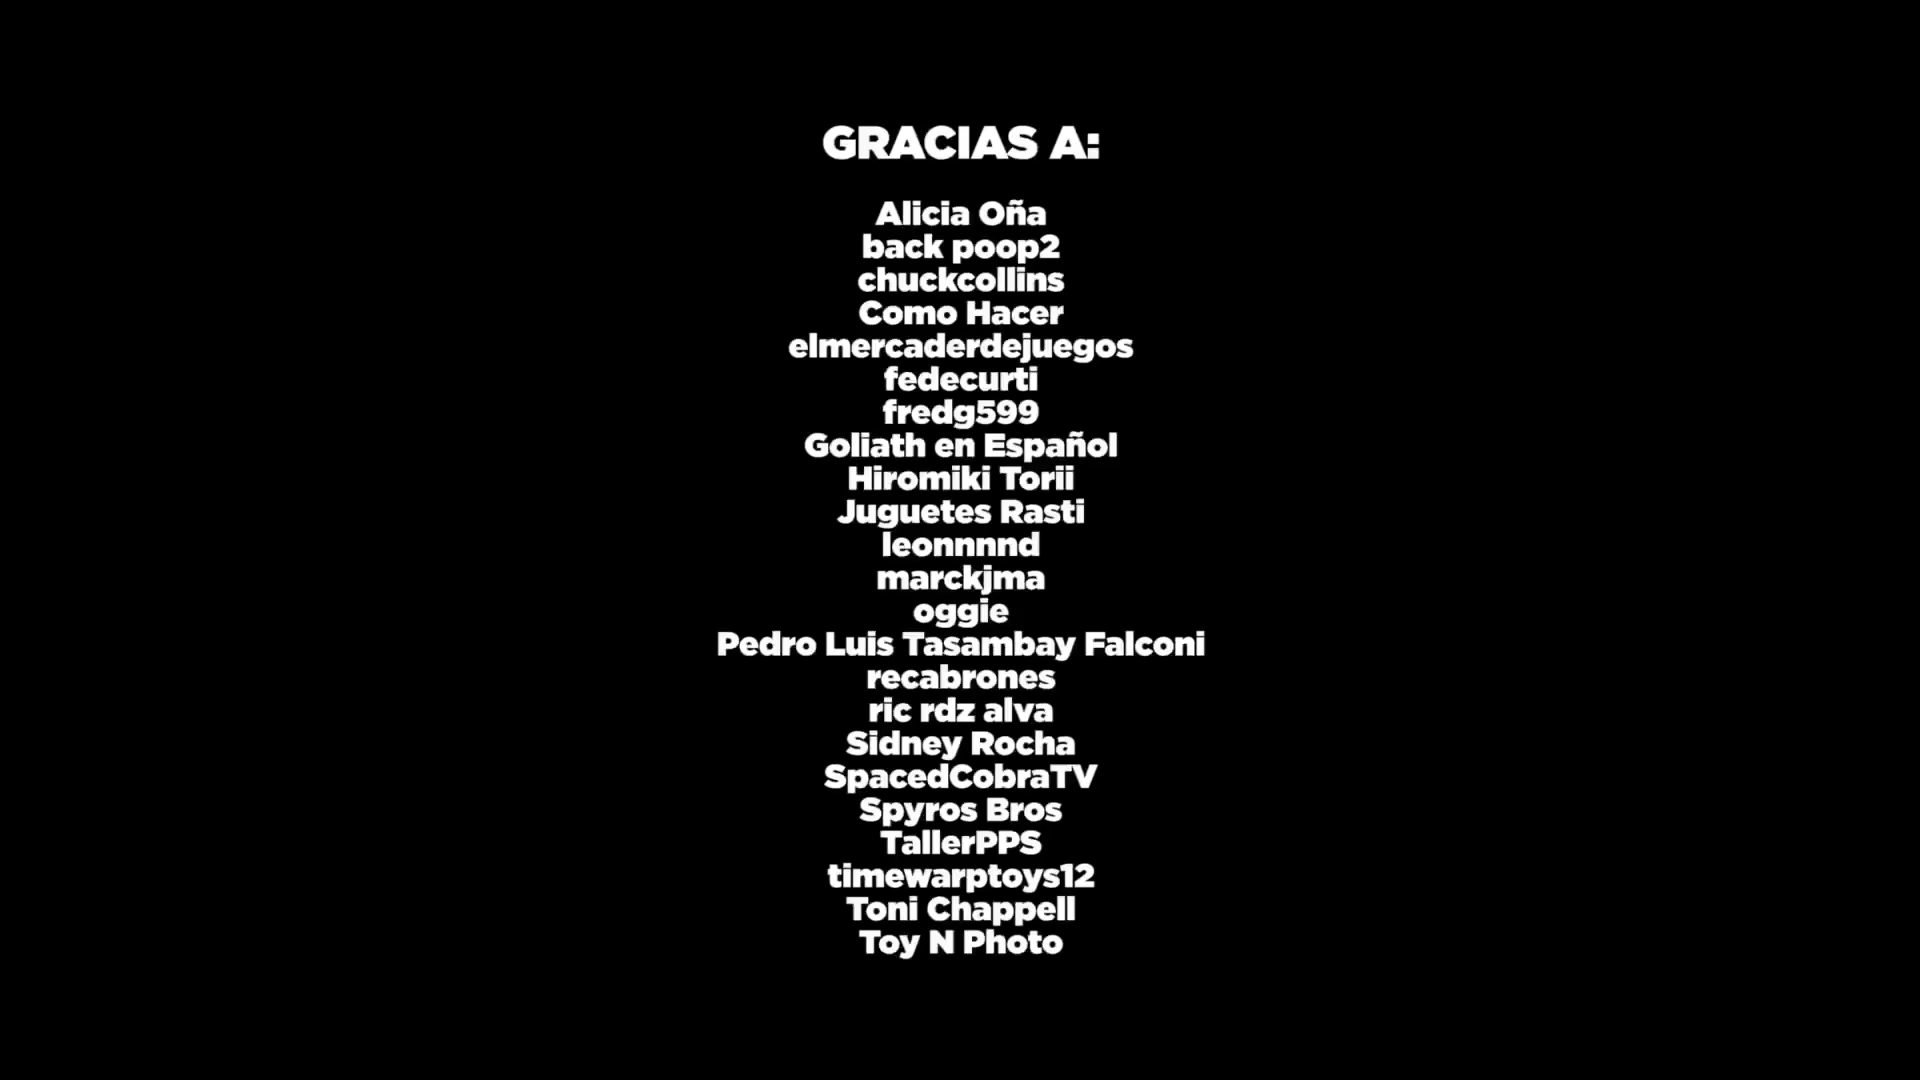 GRACIAS A:
Alicia Oña
back poop2
chuckcollins
Como Hacer
elmercaderdejuegos
fedecurti
fredg599
Goliath en Español
Hiromiki Torii
Juguetes Rasti
leonnnnd
marckjma
oggie
Pedro Luis Tasambay Falconi
recabrones
ric rdz alva
Sidney Rocha
SpacedCobraTV
Spyros Bros
TallerPPS
timewarptoys12
Toni Chappell
Toy N Photo